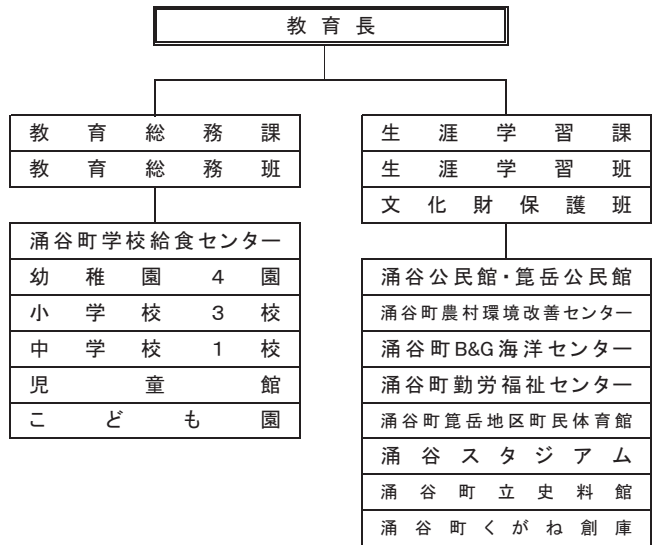 教育長
教育総務課
教育総務班
涌谷町学校給食センター
幼稚園4園
小学校3校
中学校1校
児童館
こども園
生涯学習課
生涯学習班
文化財保護班
涌谷公民館・箟岳公民館
涌谷町農村環境改善センター
涌谷町B&G海洋センター
涌谷町勤労福祉センター
涌谷町箟岳地区町民体育館
涌谷スタジアム
涌谷町立史料館
涌谷町くがね創庫